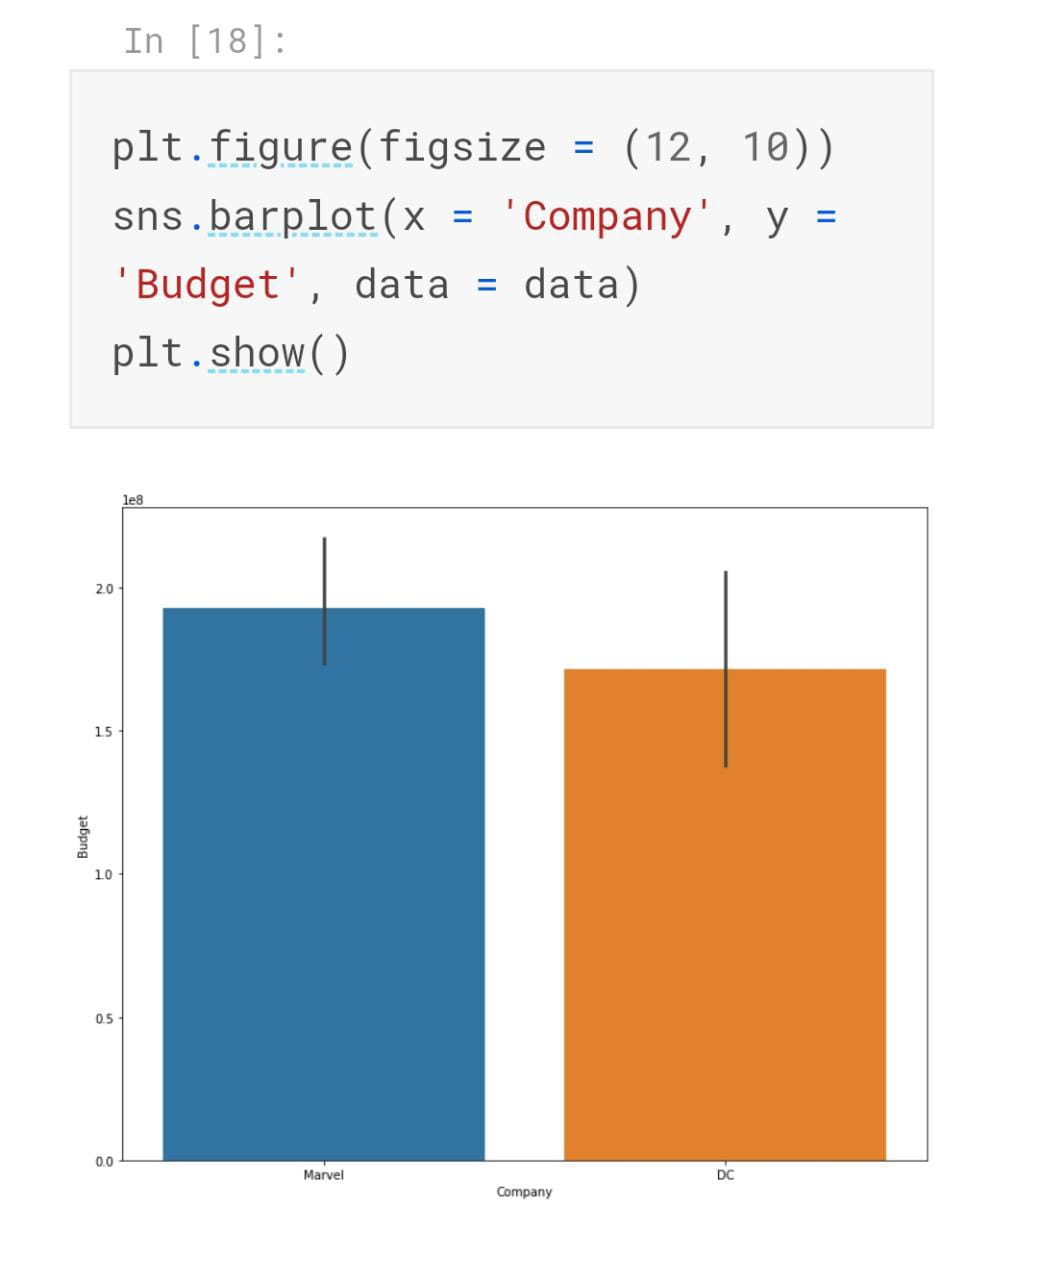 In [18]:
plt.figure(figsize = (12, 10))
sns.barplot(x = 'Company', y =
'Budget', data = data)
plt.show()
1e8
2.0
1.5
1.0
0.5
0.0
Budget
Marvel DC
Company